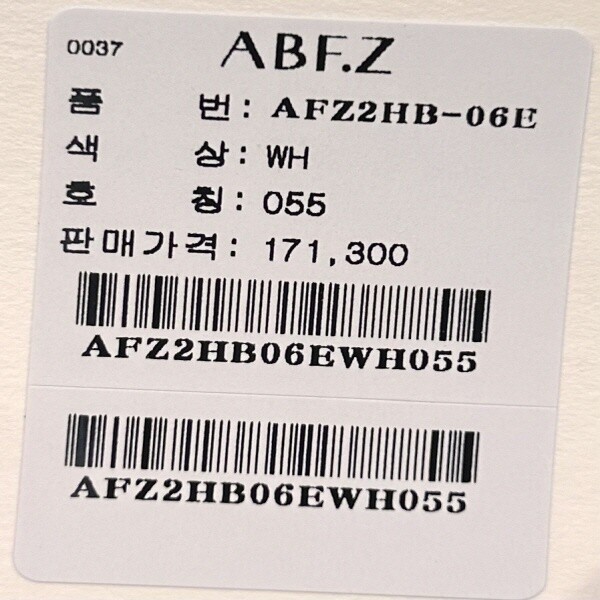 0037 ABF.Z
품 번: AFZ2HB-06E
색 상: WH
호 칭: 055
판매가격: 171,300
AFZ2HB06EWH055
AFZ2HB06EWH055